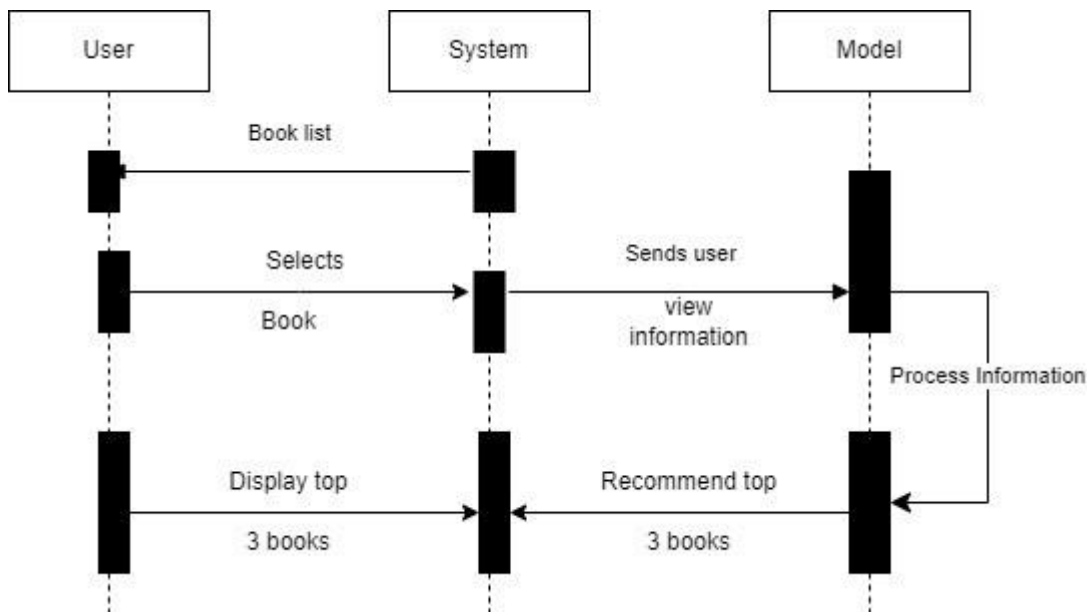 User
System
Model
Book list
Selects
Book
Sends user
view
information
Process Information
Display top
3 books
Recommend top
3 books